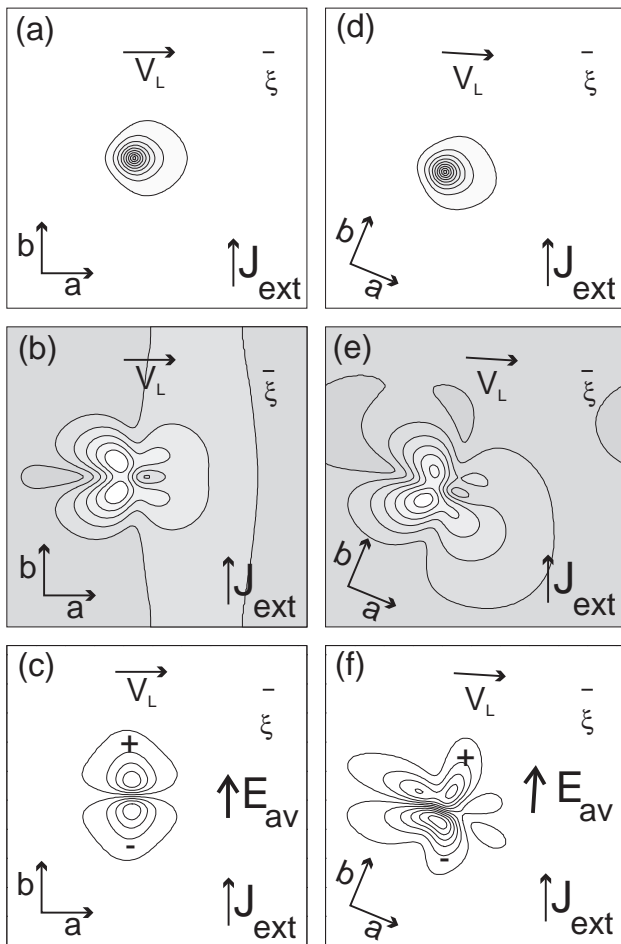 (a)
V_L
ξ
b
a
J_ext
(d)
V_L
ξ
b
a
J_ext
(b)
V_L
ξ
b
a
J_ext
(e)
V_L
ξ
b
a
J_ext
(c)
V_L
ξ
+
E_av
-
b
a
J_ext
(f)
V_L
ξ
+
E_av
-
b
a
J_ext